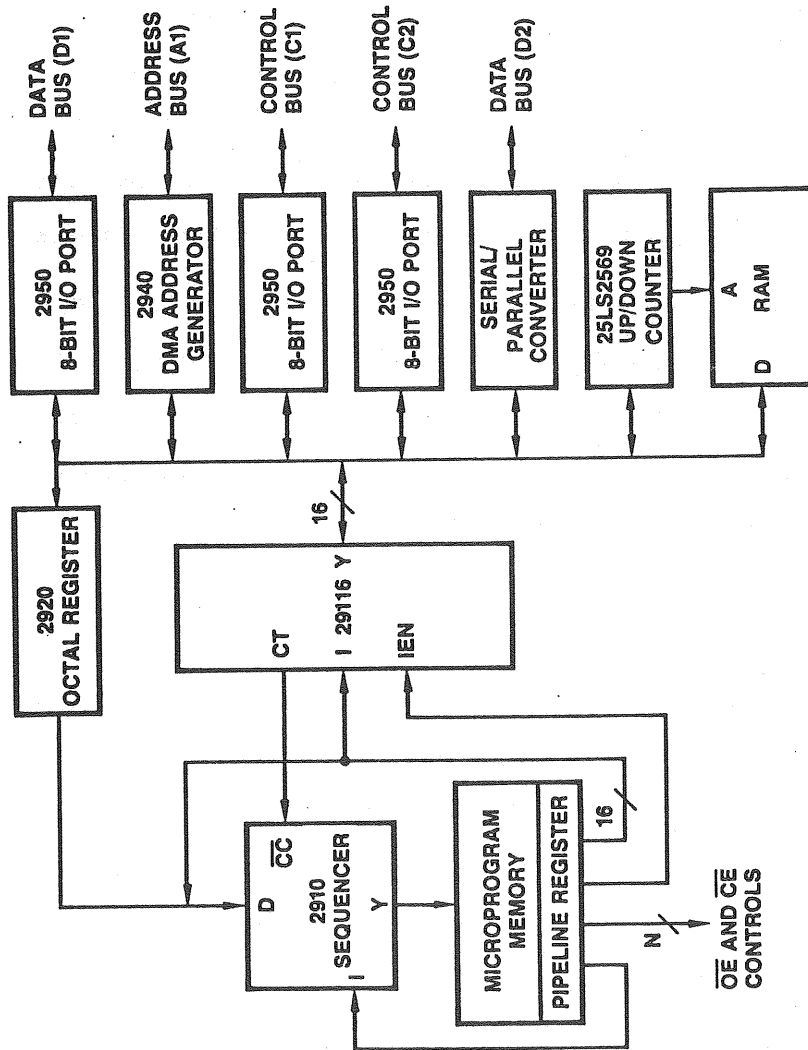 DATA
BUS (D1)
ADDRESS
BUS (A1)
CONTROL
BUS (C1)
CONTROL
BUS (C2)
DATA
BUS (D2)
2950
8-BIT I/O PORT
2940
DMA ADDRESS
GENERATOR
2950
8-BIT I/O PORT
2950
8-BIT I/O PORT
SERIAL/
PARALLEL
CONVERTER
25LS2569
UP/DOWN
COUNTER
A
D
RAM
2920
OCTAL REGISTER
16
CT
I 29116 Y
IEN
D
CC
2910
SEQUENCER
I
Y
MICROPROGRAM
MEMORY
PIPELINE REGISTER
16
N
OE AND CE
CONTROLS